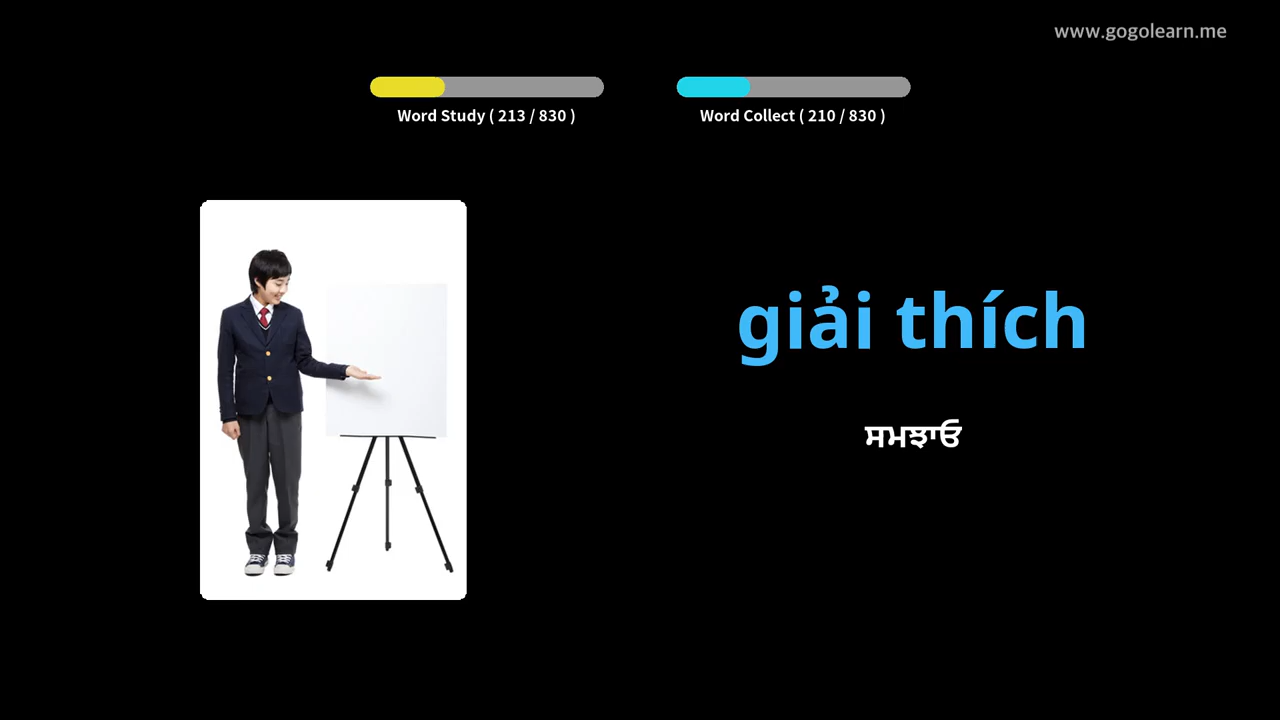 www.gogolearn.me
Word Study ( 213 / 830 )
Word Collect ( 210 / 830 )
giải thích
ਸਮਝਾਓ